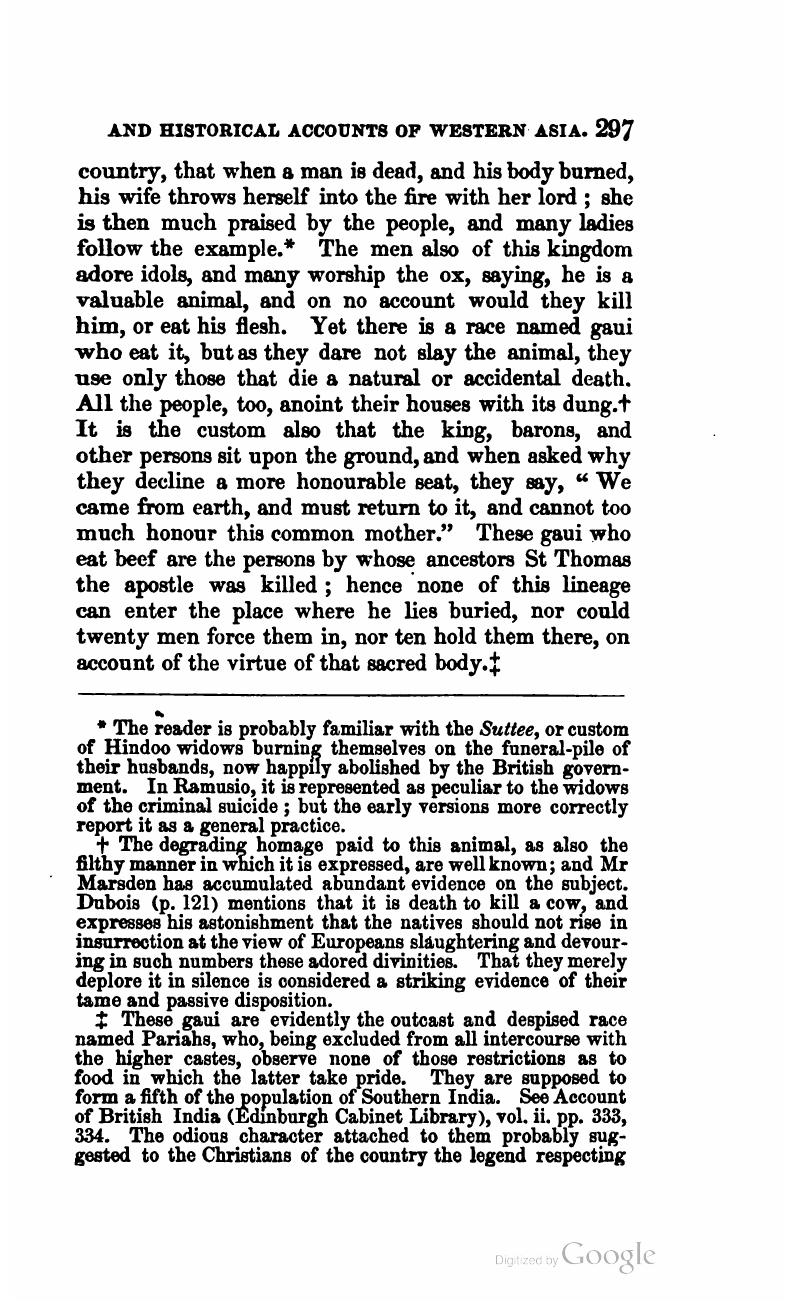 AND HISTORICAL ACCOUNTS OF WESTERN ASIA. 297
country, that when a man is dead, and his body burned,
his wife throws herself into the fire with her lord ; she
is then much praised by the people, and many ladies
follow the example.* The men also of this kingdom
adore idols, and many worship the ox, saying, he is a
valuable animal, and on no account would they kill
him, or eat his flesh. Yet there is a race named gaui
who eat it, but as they dare not slay the animal, they
use only those that die a natural or accidental death.
All the people, too, anoint their houses with its dung.†
It is the custom also that the king, barons, and
other persons sit upon the ground, and when asked why
they decline a more honourable seat, they say, “ We
came from earth, and must return to it, and cannot too
much honour this common mother.” These gaui who
eat beef are the persons by whose ancestors St Thomas
the apostle was killed ; hence none of this lineage
can enter the place where he lies buried, nor could
twenty men force them in, nor ten hold them there, on
account of the virtue of that sacred body.‡
* The reader is probably familiar with the Suttee, or custom
of Hindoo widows burning themselves on the funeral-pile of
their husbands, now happily abolished by the British govern-
ment. In Ramusio, it is represented as peculiar to the widows
of the criminal suicide ; but the early versions more correctly
report it as a general practice.
† The degrading homage paid to this animal, as also the
filthy manner in which it is expressed, are well known; and Mr
Marsden has accumulated abundant evidence on the subject.
Dubois (p. 121) mentions that it is death to kill a cow, and
expresses his astonishment that the natives should not rise in
insurrection at the view of Europeans slaughtering and devour-
ing in such numbers these adored divinities. That they merely
deplore it in silence is considered a striking evidence of their
tame and passive disposition.
‡ These gaui are evidently the outcast and despised race
named Pariahs, who, being excluded from all intercourse with
the higher castes, observe none of those restrictions as to
food in which the latter take pride. They are supposed to
form a fifth of the population of Southern India. See Account
of British India (Edinburgh Cabinet Library), vol. ii. pp. 333,
334. The odious character attached to them probably sug-
gested to the Christians of the country the legend respecting
Digitized by Google